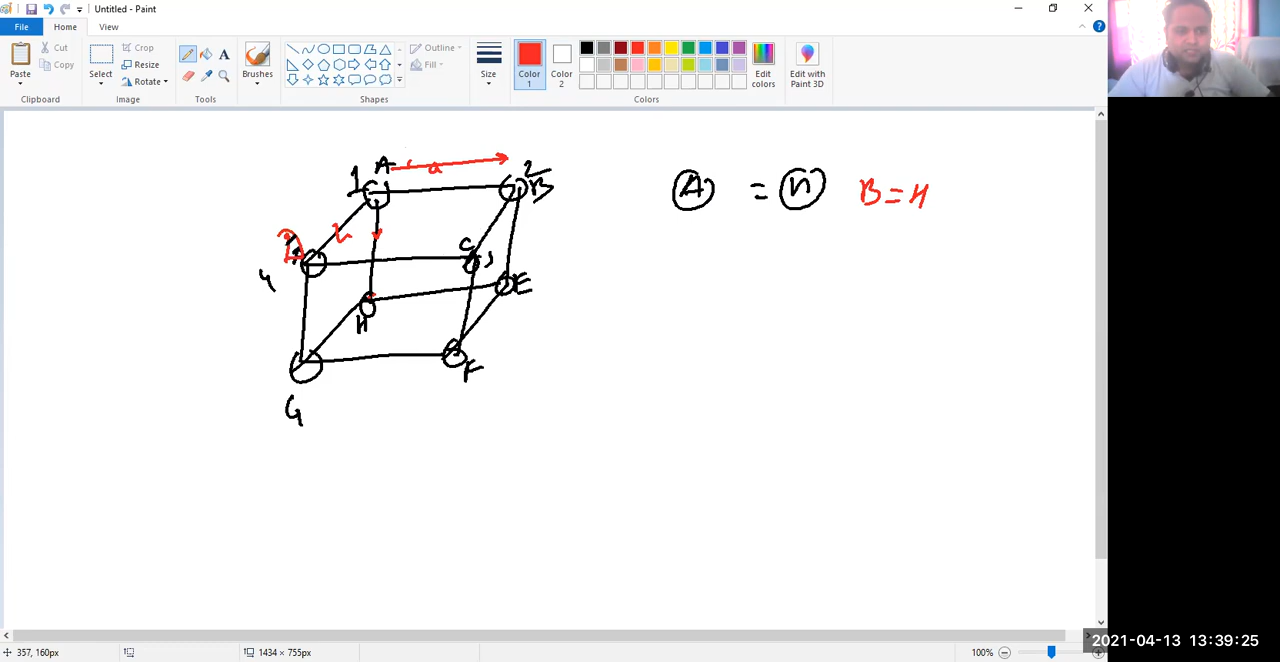 Untitled - Paint
File Home View
Paste
Cut
Copy
Clipboard
Select
Crop
Resize
Rotate
Image
A
Tools
Brushes
Outline
Fill
Shapes
Size
Color 1
Color 2
Edit colors
Colors
Edit with Paint 3D
A a
1 2 B
A = n B = H
C
4
E
H
F
G
357, 160px
1434 × 755px
100%
2021-04-13 13:39:25